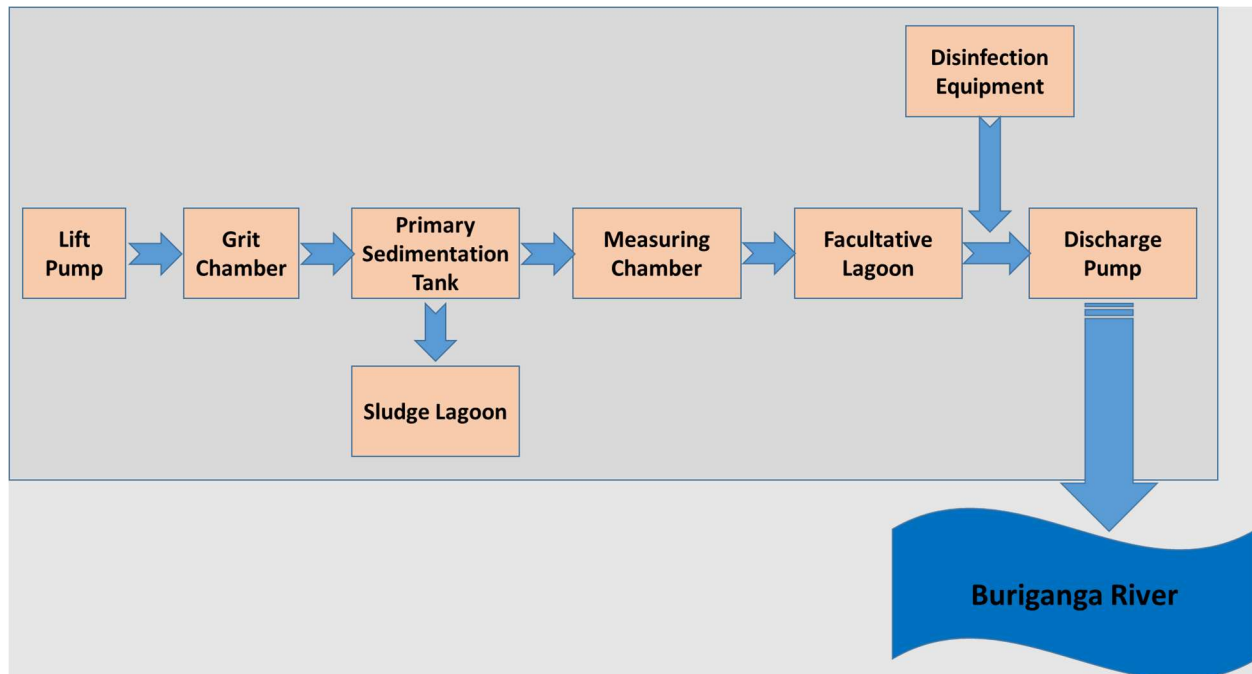 Disinfection
Equipment
Lift
Pump
Grit
Chamber
Primary
Sedimentation
Tank
Measuring
Chamber
Facultative
Lagoon
Discharge
Pump
Sludge Lagoon
Buriganga River